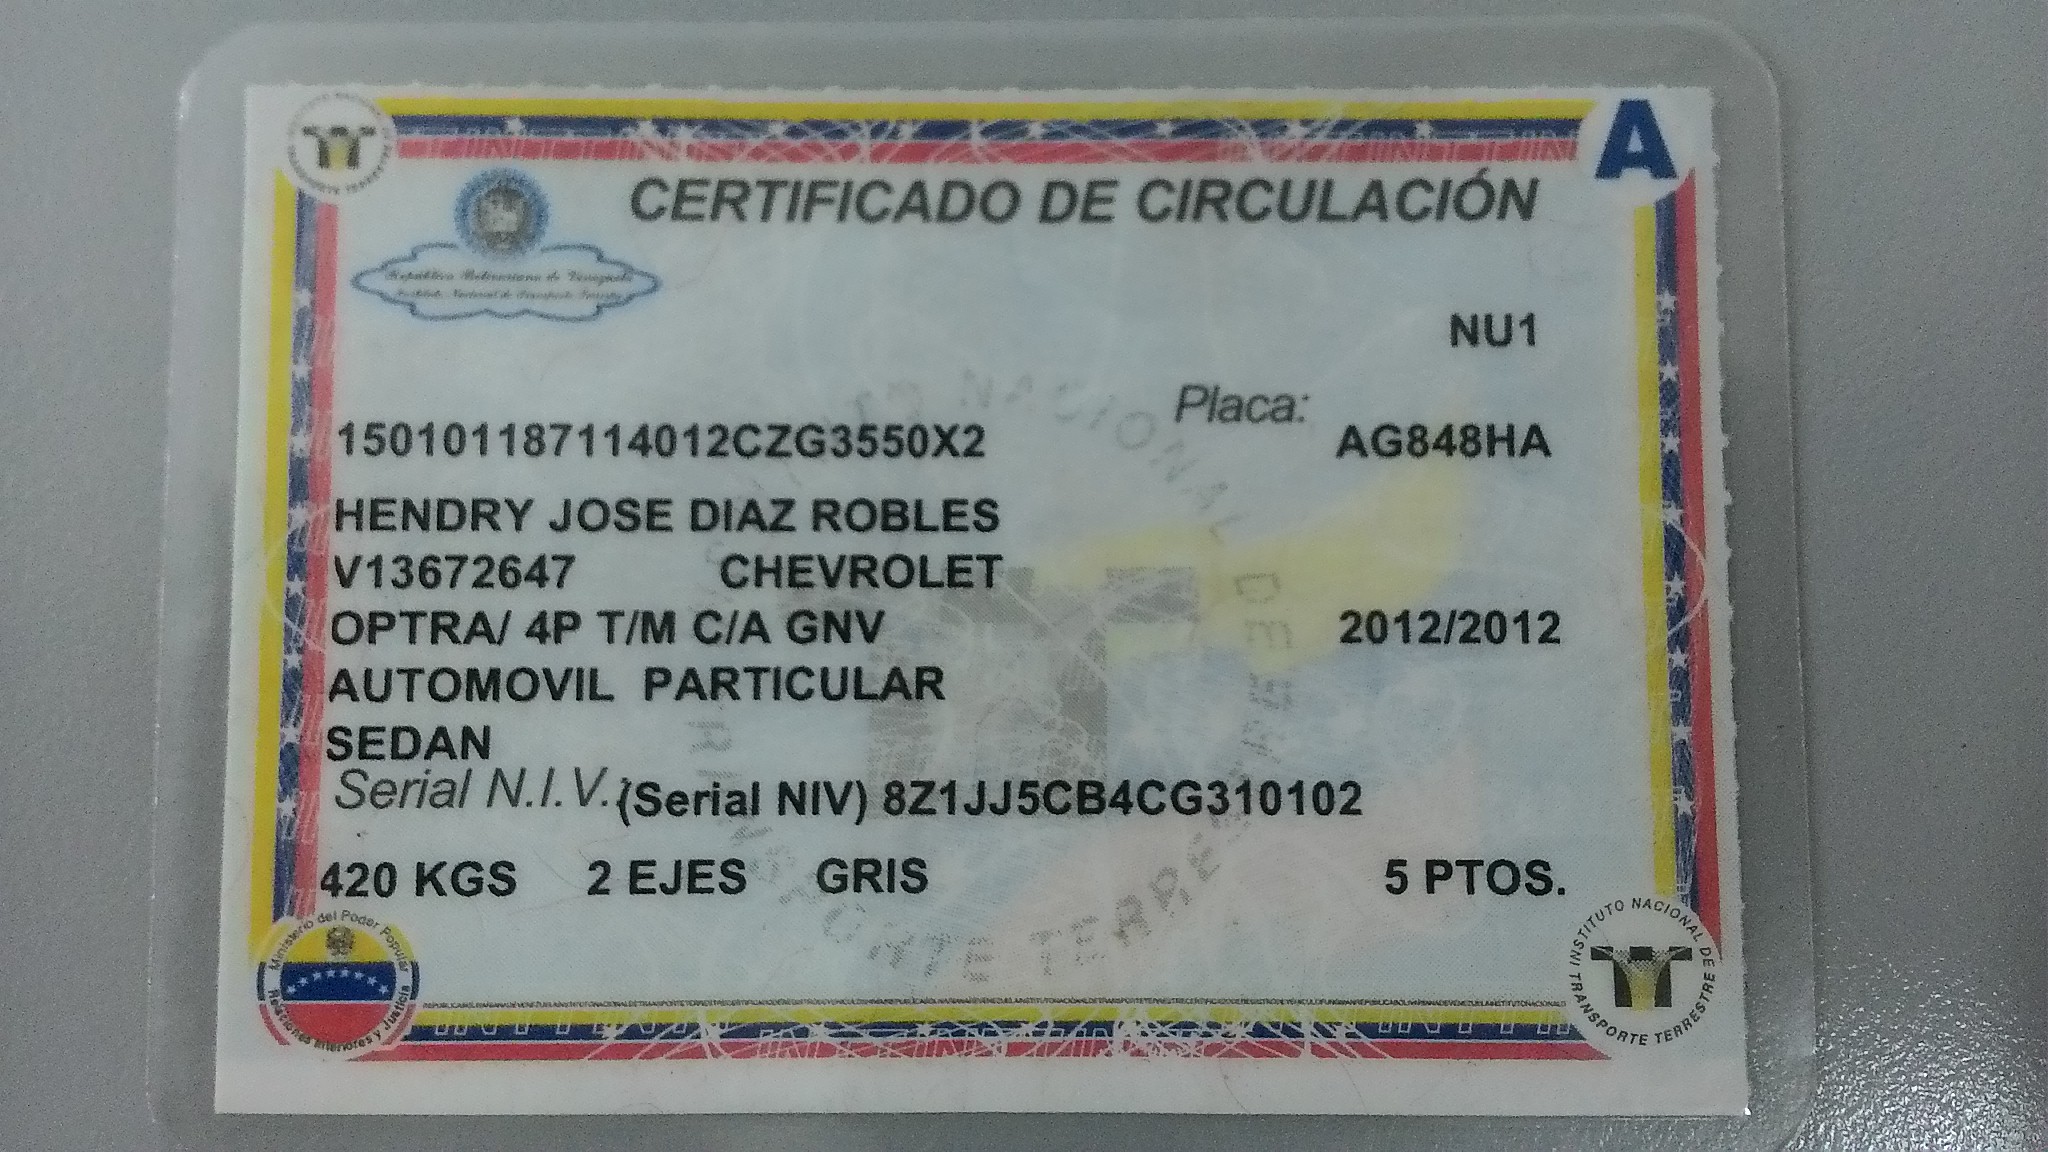 CERTIFICADO DE CIRCULACIÓN
A
NU1
Placa:
150101187114012CZG3550X2 AG848HA
HENDRY JOSE DIAZ ROBLES
V13672647 CHEVROLET
OPTRA/ 4P T/M C/A GNV 2012/2012
AUTOMOVIL PARTICULAR
SEDAN
Serial N.I.V.{Serial NIV) 8Z1JJ5CB4CG310102
420 KGS 2 EJES GRIS 5 PTOS.
Ministerio del Poder Popular
Relaciones Interiores y Justicia
INSTITUTO NACIONAL DE TRANSPORTE TERRESTRE